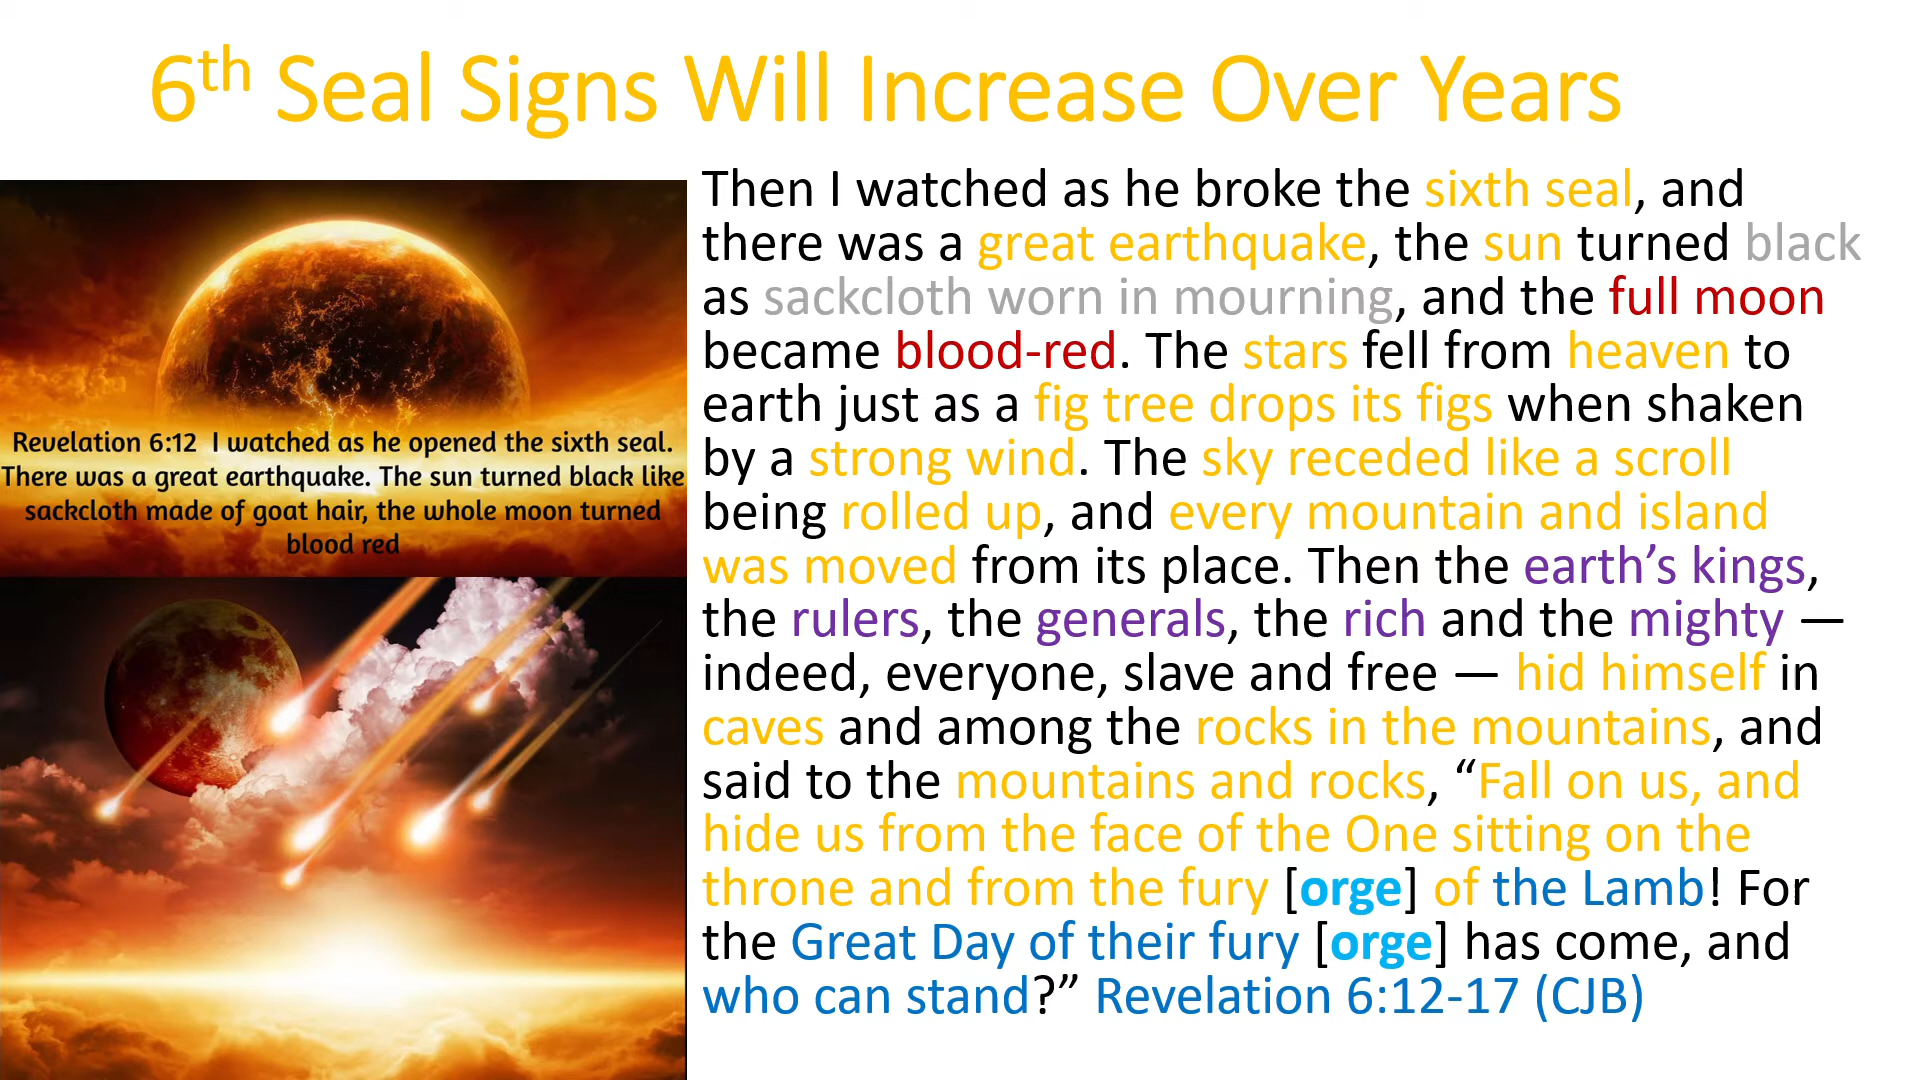 6th Seal Signs Will Increase Over Years
Revelation 6:12 I watched as he opened the sixth seal.
There was a great earthquake. The sun turned black like
sackcloth made of goat hair, the whole moon turned
blood red
Then I watched as he broke the sixth seal, and
there was a great earthquake, the sun turned black
as sackcloth worn in mourning, and the full moon
became blood-red. The stars fell from heaven to
earth just as a fig tree drops its figs when shaken
by a strong wind. The sky receded like a scroll
being rolled up, and every mountain and island
was moved from its place. Then the earth’s kings,
the rulers, the generals, the rich and the mighty —
indeed, everyone, slave and free — hid himself in
caves and among the rocks in the mountains, and
said to the mountains and rocks, “Fall on us, and
hide us from the face of the One sitting on the
throne and from the fury [orge] of the Lamb! For
the Great Day of their fury [orge] has come, and
who can stand?” Revelation 6:12-17 (CJB)